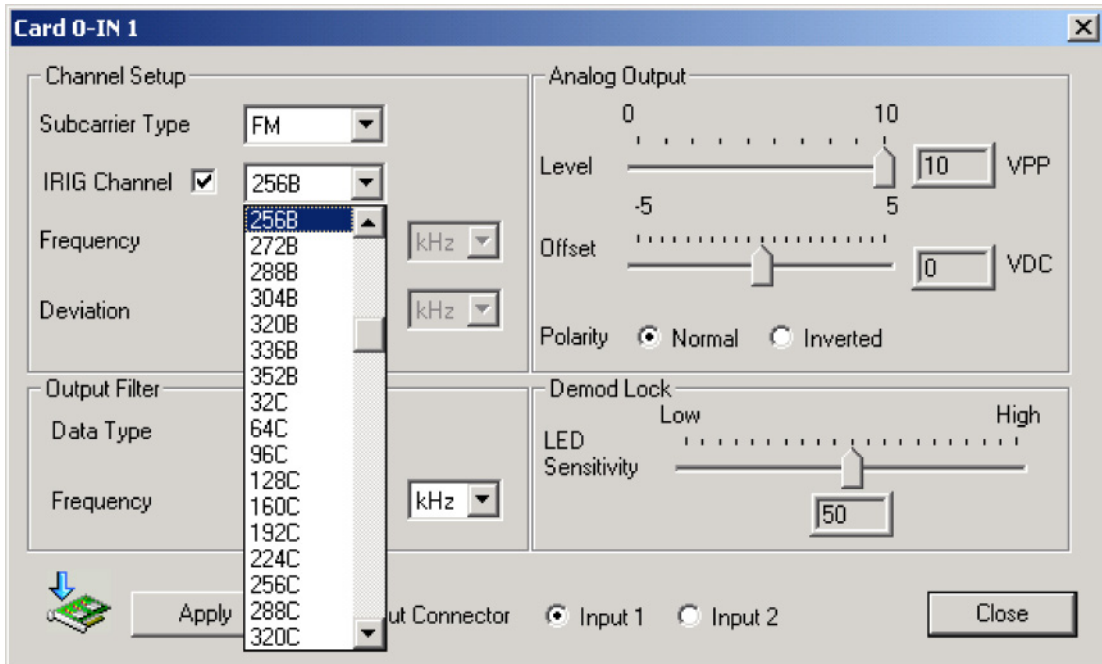 Card 0-IN 1
Channel Setup
Subcarrier Type FM
IRIG Channel 256B
256B
272B
288B
304B
320B
336B
352B
32C
64C
96C
128C
160C
192C
224C
256C
288C
320C
Frequency kHz
Deviation kHz
Output Filter
Data Type
Frequency kHz
Analog Output
0 10
Level 10 VPP
-5 5
Offset 0 VDC
Polarity Normal Inverted
Demod Lock
Low High
LED
Sensitivity
50
Apply ut Connector Input 1 Input 2 Close